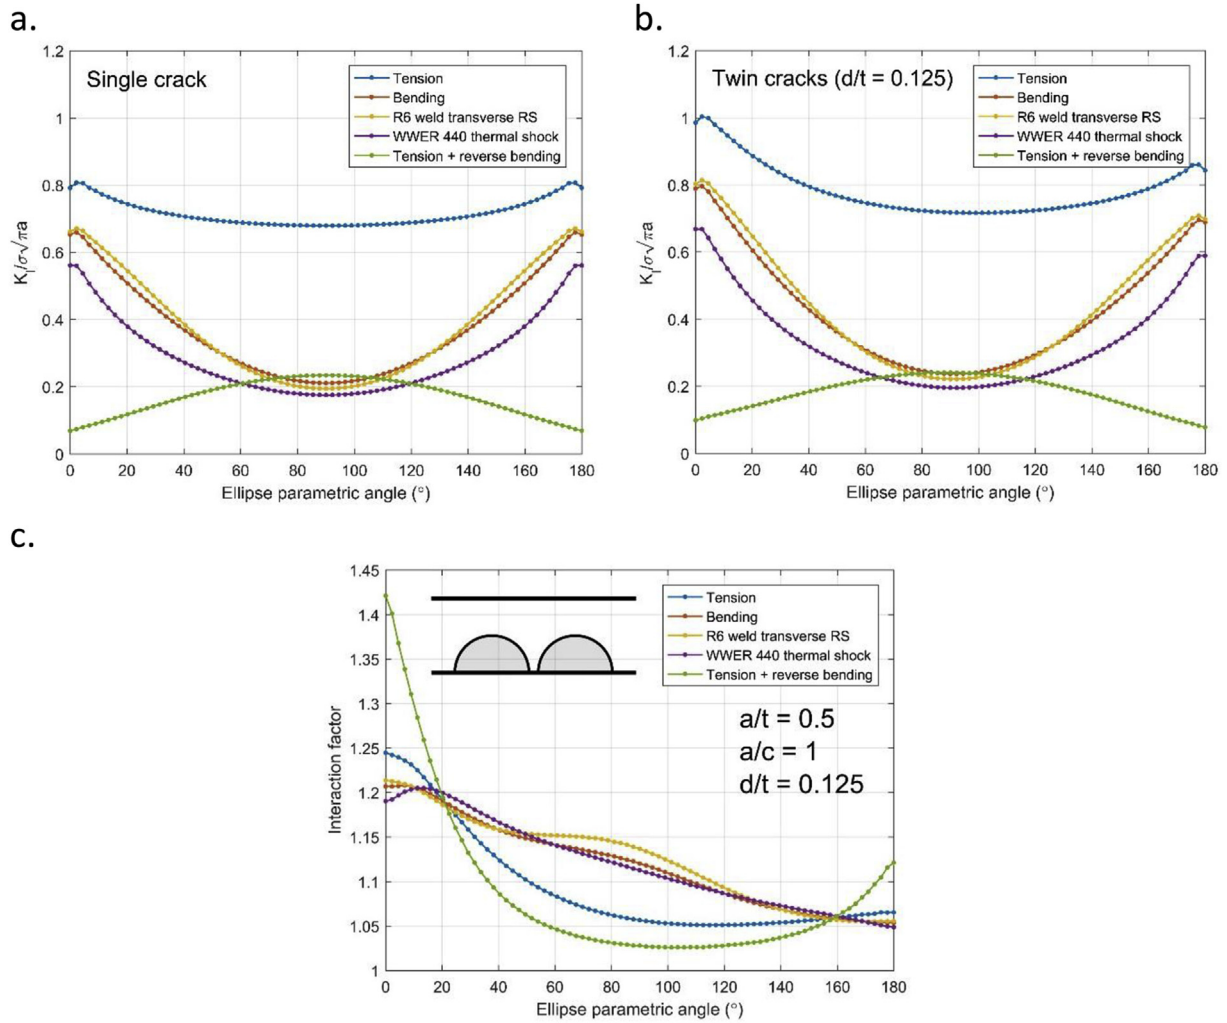 a.
Single crack
Tension
Bending
R6 weld transverse RS
WWER 440 thermal shock
Tension + reverse bending
1.2
1
0.8
0.6
0.4
0.2
0
K_I/σ√πa
0 20 40 60 80 100 120 140 160 180
Ellipse parametric angle (°)
b.
Twin cracks (d/t = 0.125)
Tension
Bending
R6 weld transverse RS
WWER 440 thermal shock
Tension + reverse bending
1.2
1
0.8
0.6
0.4
0.2
0
K_I/σ√πa
0 20 40 60 80 100 120 140 160 180
Ellipse parametric angle (°)
c.
Tension
Bending
R6 weld transverse RS
WWER 440 thermal shock
Tension + reverse bending
a/t = 0.5
a/c = 1
d/t = 0.125
1.45
1.4
1.35
1.3
1.25
1.2
1.15
1.1
1.05
1
Interaction factor
0 20 40 60 80 100 120 140 160 180
Ellipse parametric angle (°)